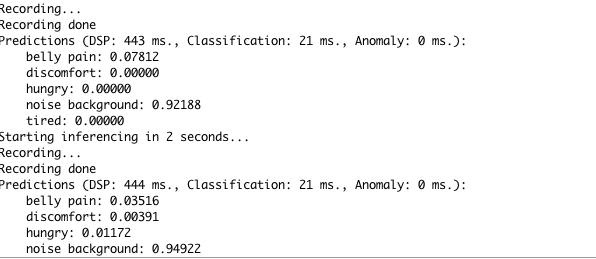 Recording...
Recording done
Predictions (DSP: 443 ms., Classification: 21 ms., Anomaly: 0 ms.):
    belly pain: 0.07812
    discomfort: 0.00000
    hungry: 0.00000
    noise background: 0.92188
    tired: 0.00000
Starting inferencing in 2 seconds...
Recording...
Recording done
Predictions (DSP: 444 ms., Classification: 21 ms., Anomaly: 0 ms.):
    belly pain: 0.03516
    discomfort: 0.00391
    hungry: 0.01172
    noise background: 0.94922